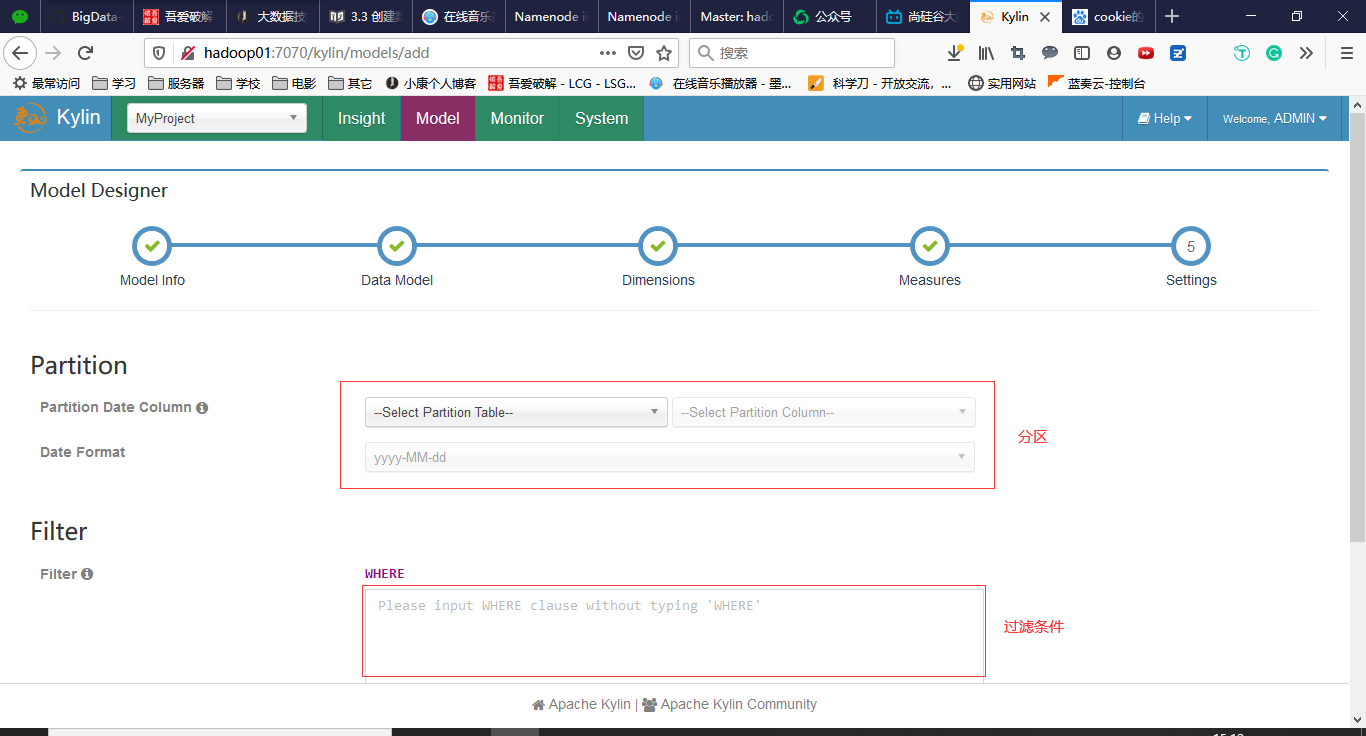 BigData- 吾爱破解 大数据技 3.3 创建 在线音乐 Namenode i Namenode i Master: had 公众号 尚硅谷大 Kylin cookie的
hadoop01:7070/kylin/models/add 搜索
最常访问 学习 服务器 学校 电影 其它 小康个人博客 吾爱破解 - LCG - LSG... 在线音乐播放器 - 墨... 科学刀 - 开放交流，... 实用网站 蓝奏云-控制台
Kylin MyProject Insight Model Monitor System Help Welcome, ADMIN
Model Designer
5
Model Info Data Model Dimensions Measures Settings
Partition
Partition Date Column --Select Partition Table-- --Select Partition Column--
分区
Date Format yyyy-MM-dd
Filter
Filter WHERE
Please input WHERE clause without typing 'WHERE'
过滤条件
Apache Kylin | Apache Kylin Community